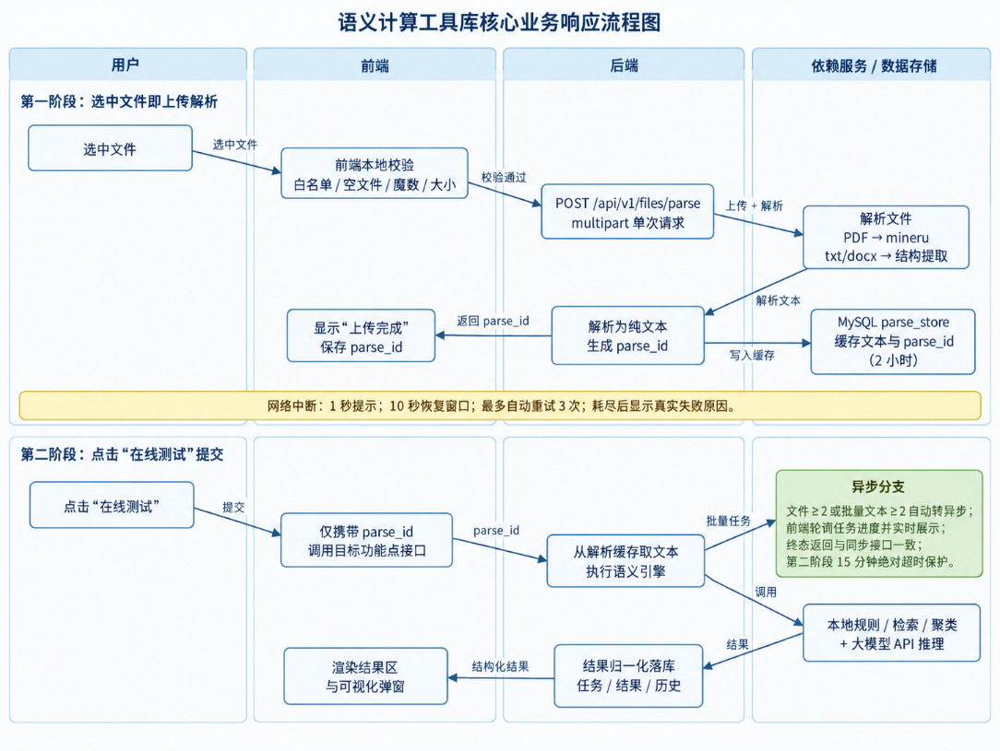 语义计算工具库核心业务响应流程图
用户
前端
后端
依赖服务 / 数据存储
第一阶段：选中文件即上传解析
选中文件
选中文件
前端本地校验
白名单 / 空文件 / 魔数 / 大小
校验通过
POST /api/v1/files/parse
multipart 单次请求
上传 + 解析
解析文件
PDF → mineru
txt/docx → 结构提取
解析文本
显示“上传完成”
保存 parse_id
返回 parse_id
解析为纯文本
生成 parse_id
写入缓存
MySQL parse_store
缓存文本与 parse_id
（2 小时）
网络中断：1 秒提示；10 秒恢复窗口；最多自动重试 3 次；耗尽后显示真实失败原因。
第二阶段：点击“在线测试”提交
点击“在线测试”
提交
仅携带 parse_id
调用目标功能点接口
parse_id
从解析缓存取文本
执行语义引擎
批量任务
异步分支
文件 ≥ 2 或批量文本 ≥ 2 自动转异步；
前端轮调任务进度并实时展示；
终态返回与同步接口一致；
第二阶段 15 分钟绝对超时保护。
调用
本地规则 / 检索 / 聚类
+ 大模型 API 推理
结果
结果归一化落库
任务 / 结果 / 历史
结构化结果
渲染结果区
与可视化弹窗